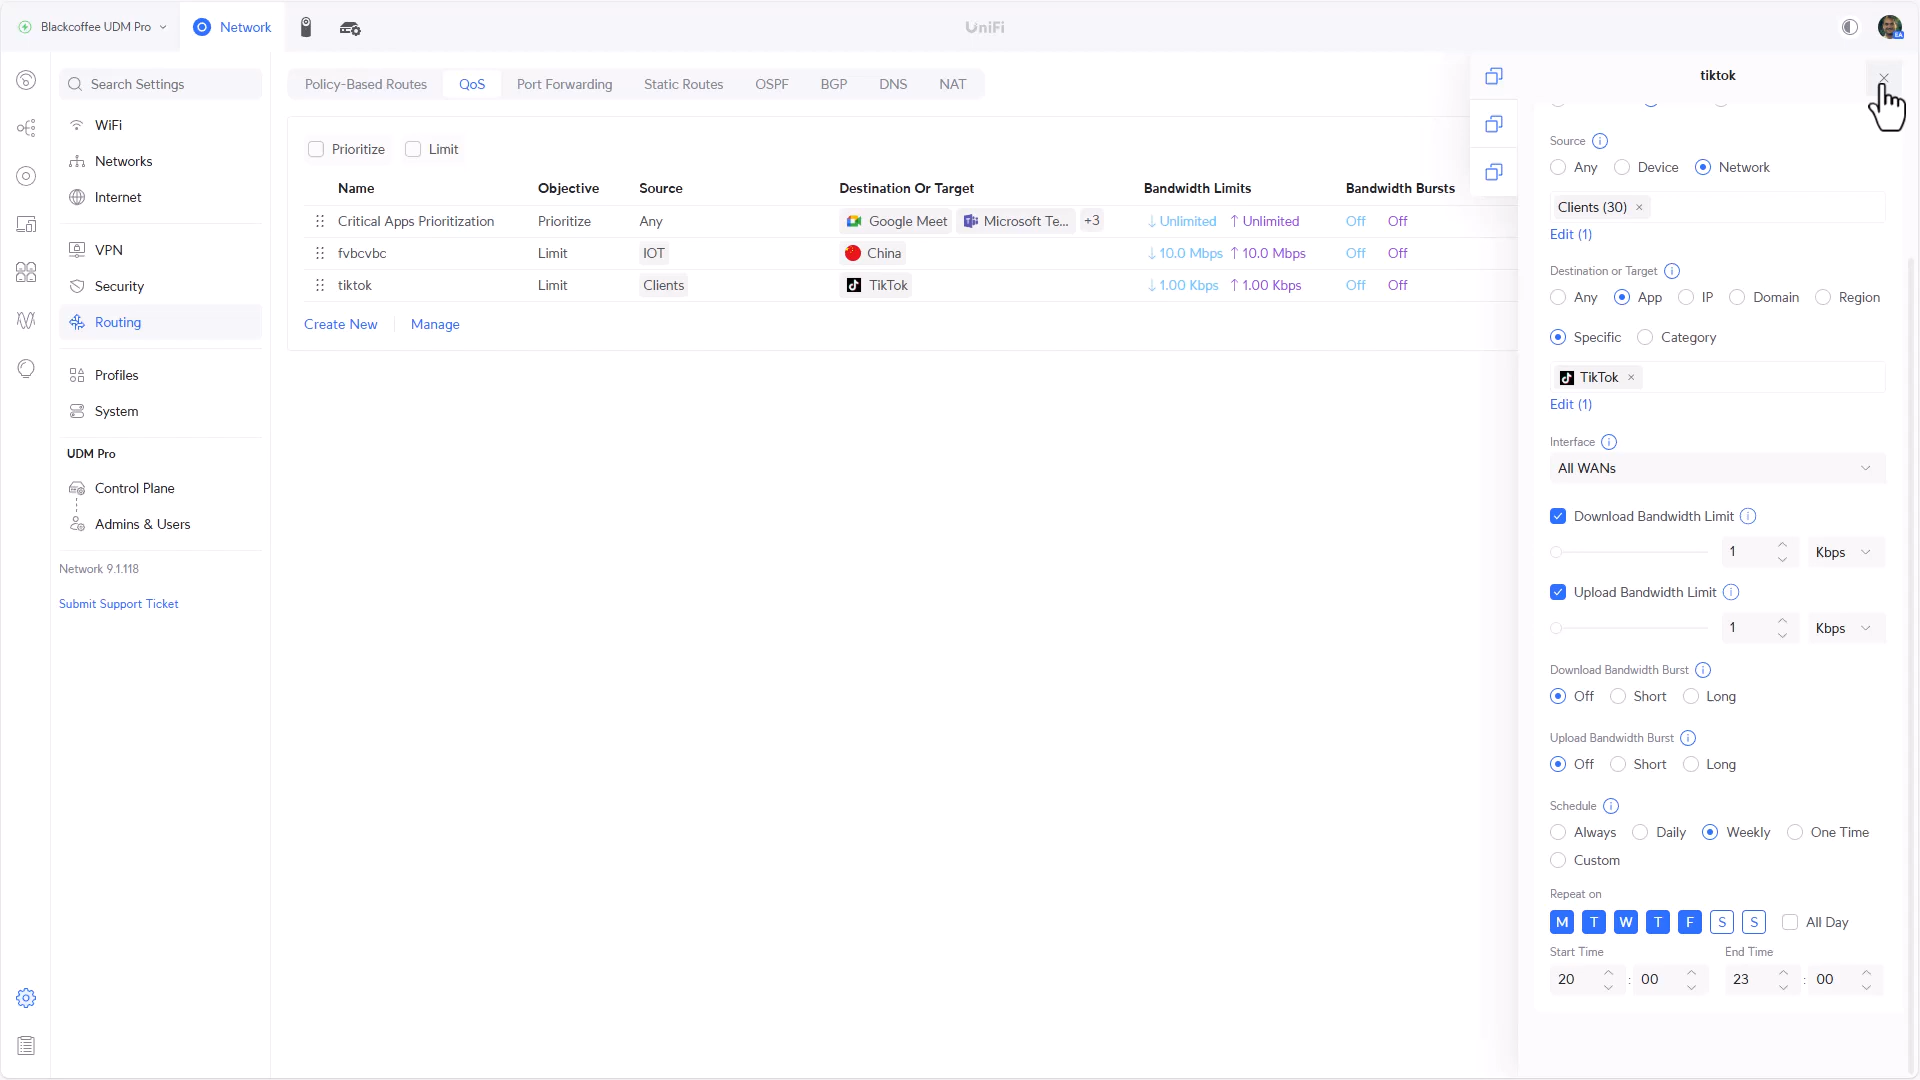 Blackcoffee UDM Pro
Network
UniFi
EA
Search Settings
WiFi
Networks
Internet
VPN
Security
Routing
Profiles
System
UDM Pro
Control Plane
Admins & Users
Network 9.1.118
Submit Support Ticket
Policy-Based Routes QoS Port Forwarding Static Routes OSPF BGP DNS NAT
Prioritize Limit
Name Objective Source Destination Or Target Bandwidth Limits Bandwidth Bursts
Critical Apps Prioritization Prioritize Any Google Meet Microsoft Te... +3 ↓ Unlimited ↑ Unlimited Off Off
fvbcvbc Limit IOT China ↓ 10.0 Mbps ↑ 10.0 Mbps Off Off
tiktok Limit Clients TikTok ↓ 1.00 Kbps ↑ 1.00 Kbps Off Off
Create New Manage
tiktok
Source
Any Device Network
Clients (30) ×
Edit (1)
Destination or Target
Any App IP Domain Region
Specific Category
TikTok ×
Edit (1)
Interface
All WANs
Download Bandwidth Limit
1 Kbps
Upload Bandwidth Limit
1 Kbps
Download Bandwidth Burst
Off Short Long
Upload Bandwidth Burst
Off Short Long
Schedule
Always Daily Weekly One Time
Custom
Repeat on
M T W T F S S All Day
Start Time End Time
20 : 00 23 : 00